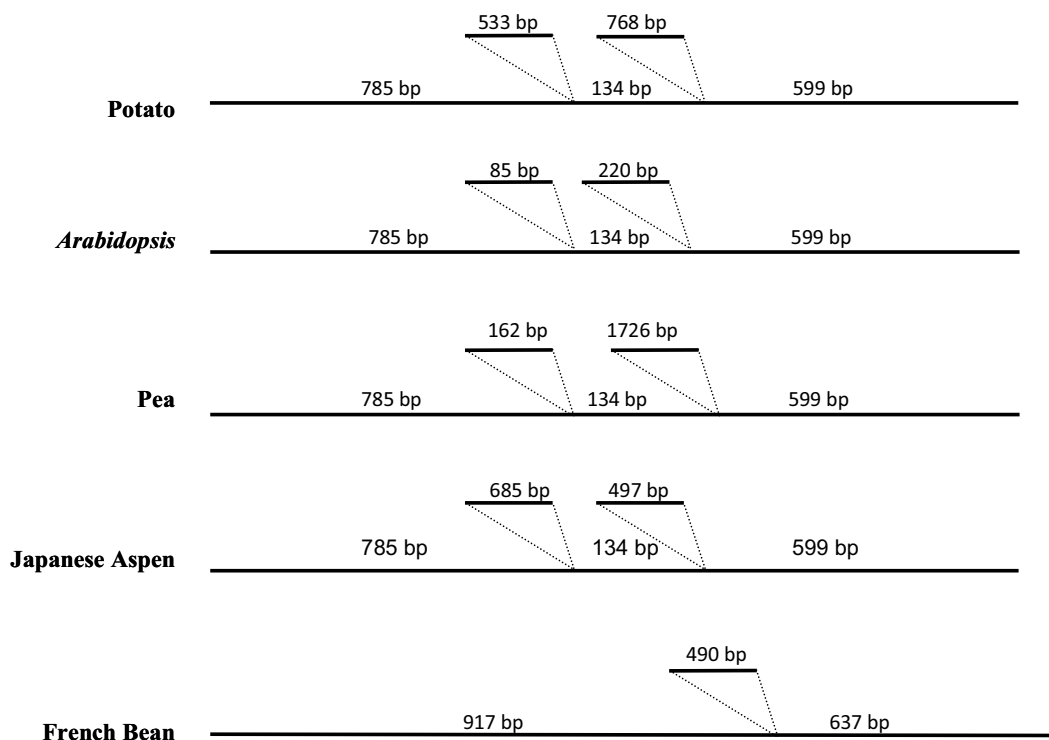 533 bp 768 bp
785 bp 134 bp 599 bp
Potato
85 bp 220 bp
785 bp 134 bp 599 bp
Arabidopsis
162 bp 1726 bp
785 bp 134 bp 599 bp
Pea
685 bp 497 bp
785 bp 134 bp 599 bp
Japanese Aspen
490 bp
917 bp 637 bp
French Bean